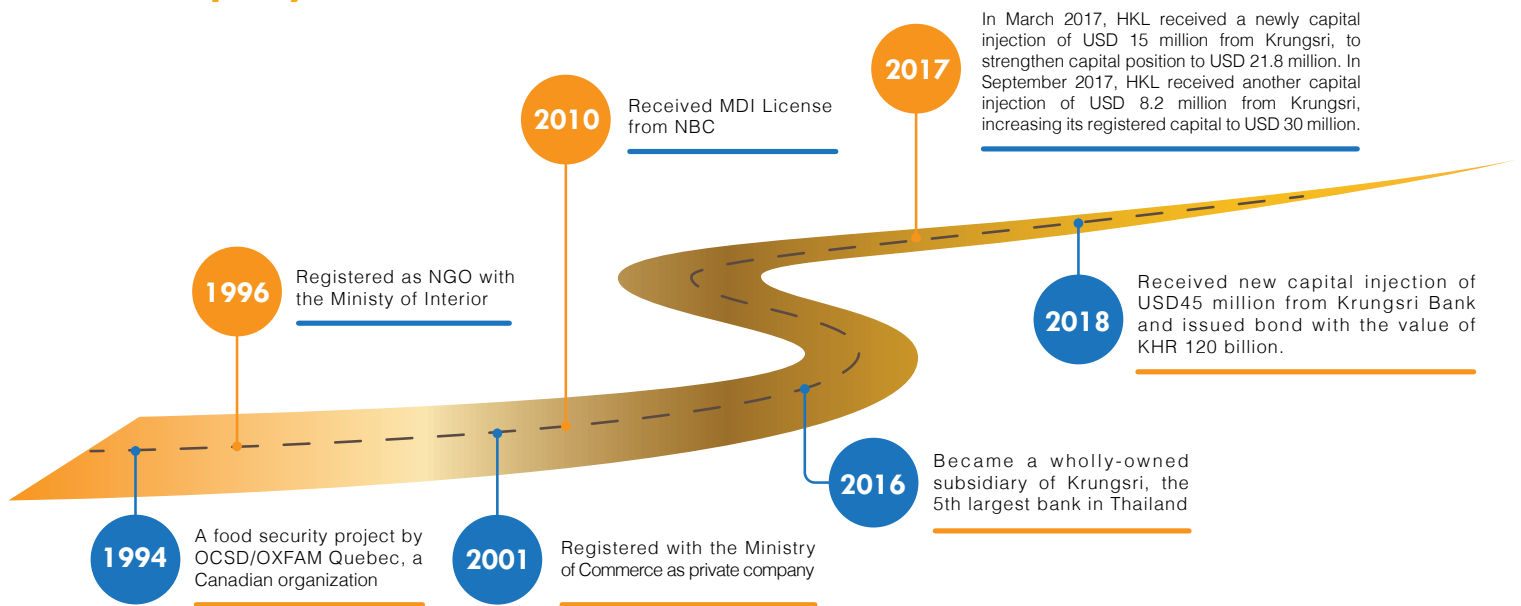 1994
A food security project by
OCSD/OXFAM Quebec, a
Canadian organization
1996
Registered as NGO with
the Ministy of Interior
2001
Registered with the Ministry
of Commerce as private company
2010
Received MDI License
from NBC
2016
Became a wholly-owned
subsidiary of Krungsri, the
5th largest bank in Thailand
2017
In March 2017, HKL received a newly capital
injection of USD 15 million from Krungsri, to
strengthen capital position to USD 21.8 million. In
September 2017, HKL received another capital
injection of USD 8.2 million from Krungsri,
increasing its registered capital to USD 30 million.
2018
Received new capital injection of
USD45 million from Krungsri Bank
and issued bond with the value of
KHR 120 billion.